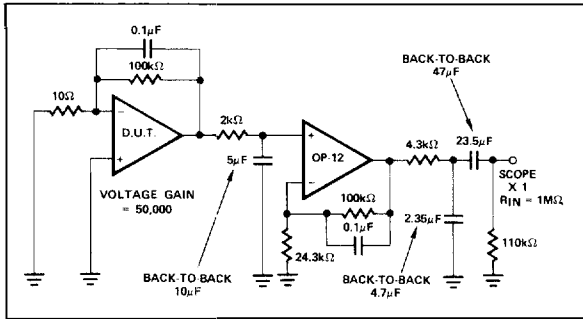 0.1μF
100kΩ
10Ω
−
D.U.T.
+
VOLTAGE GAIN
= 50,000
2kΩ
5μF
BACK-TO-BACK
10μF
+
OP-12
−
100kΩ
0.1μF
24.3kΩ
4.3kΩ
2.35μF
BACK-TO-BACK
4.7μF
BACK-TO-BACK
47μF
23.5μF
110kΩ
SCOPE
X 1
RIN = 1MΩ